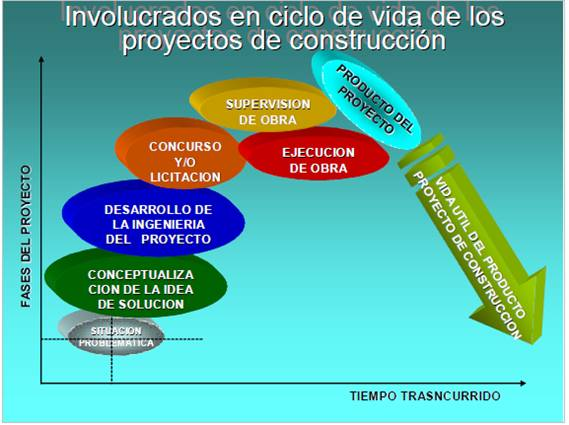 Involucrados en ciclo de vida de los
proyectos de construcción
PRODUCTO DEL
PROYECTO
SUPERVISION
DE OBRA
CONCURSO
Y/O
LICITACION
EJECUCION
DE OBRA
DESARROLLO DE
LA INGENIERIA
DEL PROYECTO
CONCEPTUALIZA
CION DE LA IDEA
DE SOLUCION
SITUACION
PROBLEMATICA
VIDA UTIL DEL PRODUCTO
PROYECTO DE CONSTRUCCION
FASES DEL PROYECTO
TIEMPO TRASNCURRIDO